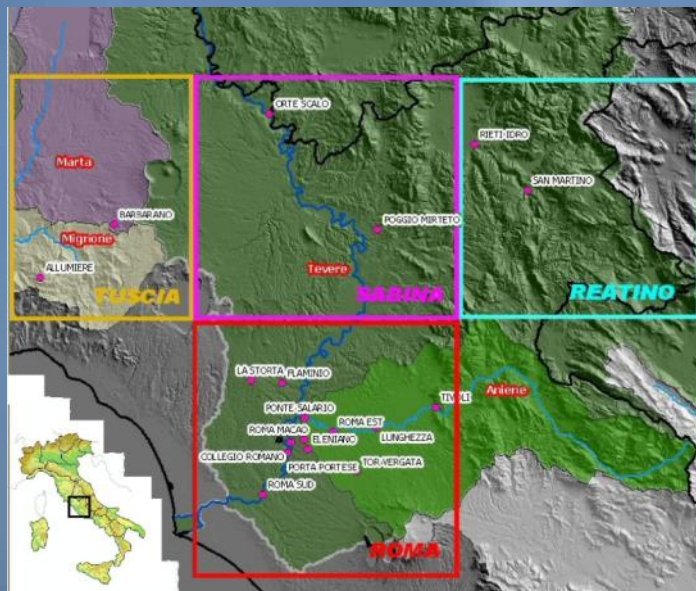 ORTE SCALO
RIETI-IDRO
Marta
SAN MARTINO
BARBARANO
POGGIO MIRTETO
Mignone
Tevere
ALLUMIERE
TUSCIA
SABINA
REATINO
LA STORTA
FLAMINIO
TIVOLI
Aniene
PONTE SALARIO
ROMA EST
ROMA MACAO
ELENIANO
LUNGHEZZA
COLLEGIO ROMANO
PORTA PORTESE
TOR VERGATA
ROMA SUD
ROMA